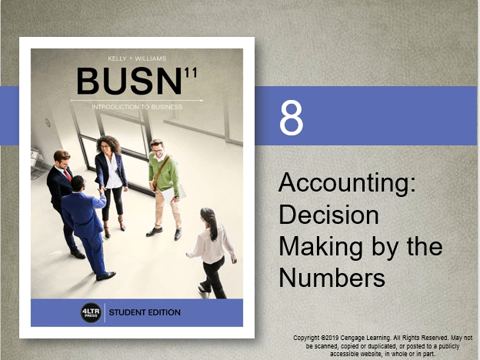 KELLY * WILLIAMS
BUSN11
INTRODUCTION TO BUSINESS
4LTR
PRESS
STUDENT EDITION
8
Accounting:
Decision
Making by the
Numbers
Copyright ©2019 Cengage Learning. All Rights Reserved. May not
be scanned, copied or duplicated, or posted to a publicly
accessible website, in whole or in part.